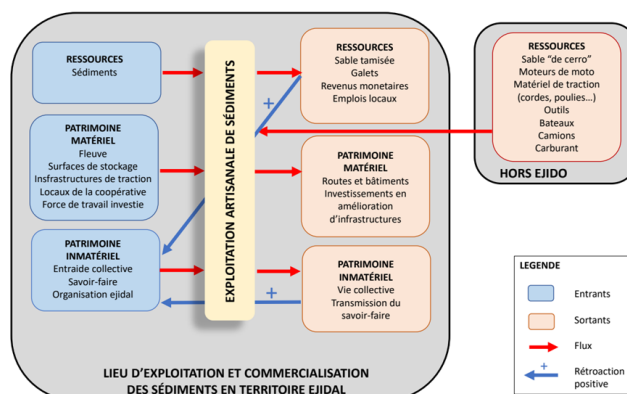 RESSOURCES
Sédiments
PATRIMOINE
MATÉRIEL
Fleuve
Surfaces de stockage
Insfrastructures de traction
Locaux de la coopérative
Force de travail investie
PATRIMOINE
INMATÉRIEL
Entraide collective
Savoir-faire
Organisation ejidal
EXPLOITATION ARTISANALE DE SÉDIMENTS
RESSOURCES
Sable tamisée
Galets
Revenus monetaires
Emplois locaux
+
PATRIMOINE
MATÉRIEL
Routes et bâtiments
Investissements en
amélioration
d'infrastructures
PATRIMOINE
INMATÉRIEL
Vie collective
Transmission du
savoir-faire
+
LIEU D'EXPLOITATION ET COMMERCIALISATION
DES SÉDIMENTS EN TERRITOIRE EJIDAL
RESSOURCES
Sable "de cerro"
Moteurs de moto
Matériel de traction
(cordes, poulies...)
Outils
Bateaux
Camions
Carburant
HORS EJIDO
LEGENDE
Entrants
Sortants
Flux
+
Rétroaction
positive